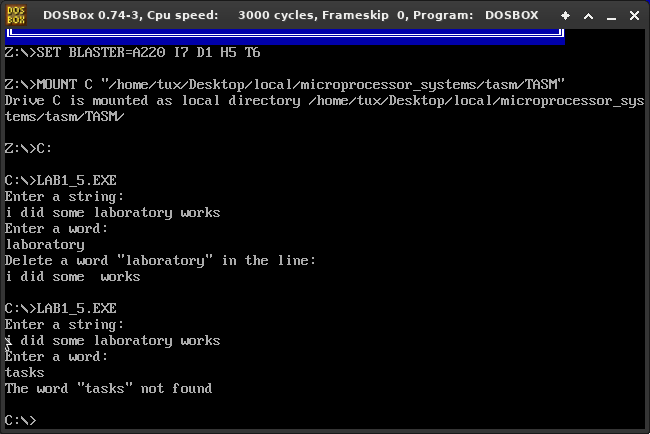 DOS
BOX
DOSBox 0.74-3, Cpu speed:    3000 cycles, Frameskip  0, Program:   DOSBOX
Z:\>SET BLASTER=A220 I7 D1 H5 T6
Z:\>MOUNT C "/home/tux/Desktop/local/microprocessor_systems/tasm/TASM"
Drive C is mounted as local directory /home/tux/Desktop/local/microprocessor_sys
tems/tasm/TASM/
Z:\>C:
C:\>LAB1_5.EXE
Enter a string:
i did some laboratory works
Enter a word:
laboratory
Delete a word "laboratory" in the line:
i did some  works
C:\>LAB1_5.EXE
Enter a string:
i did some laboratory works
Enter a word:
tasks
The word "tasks" not found
C:\>